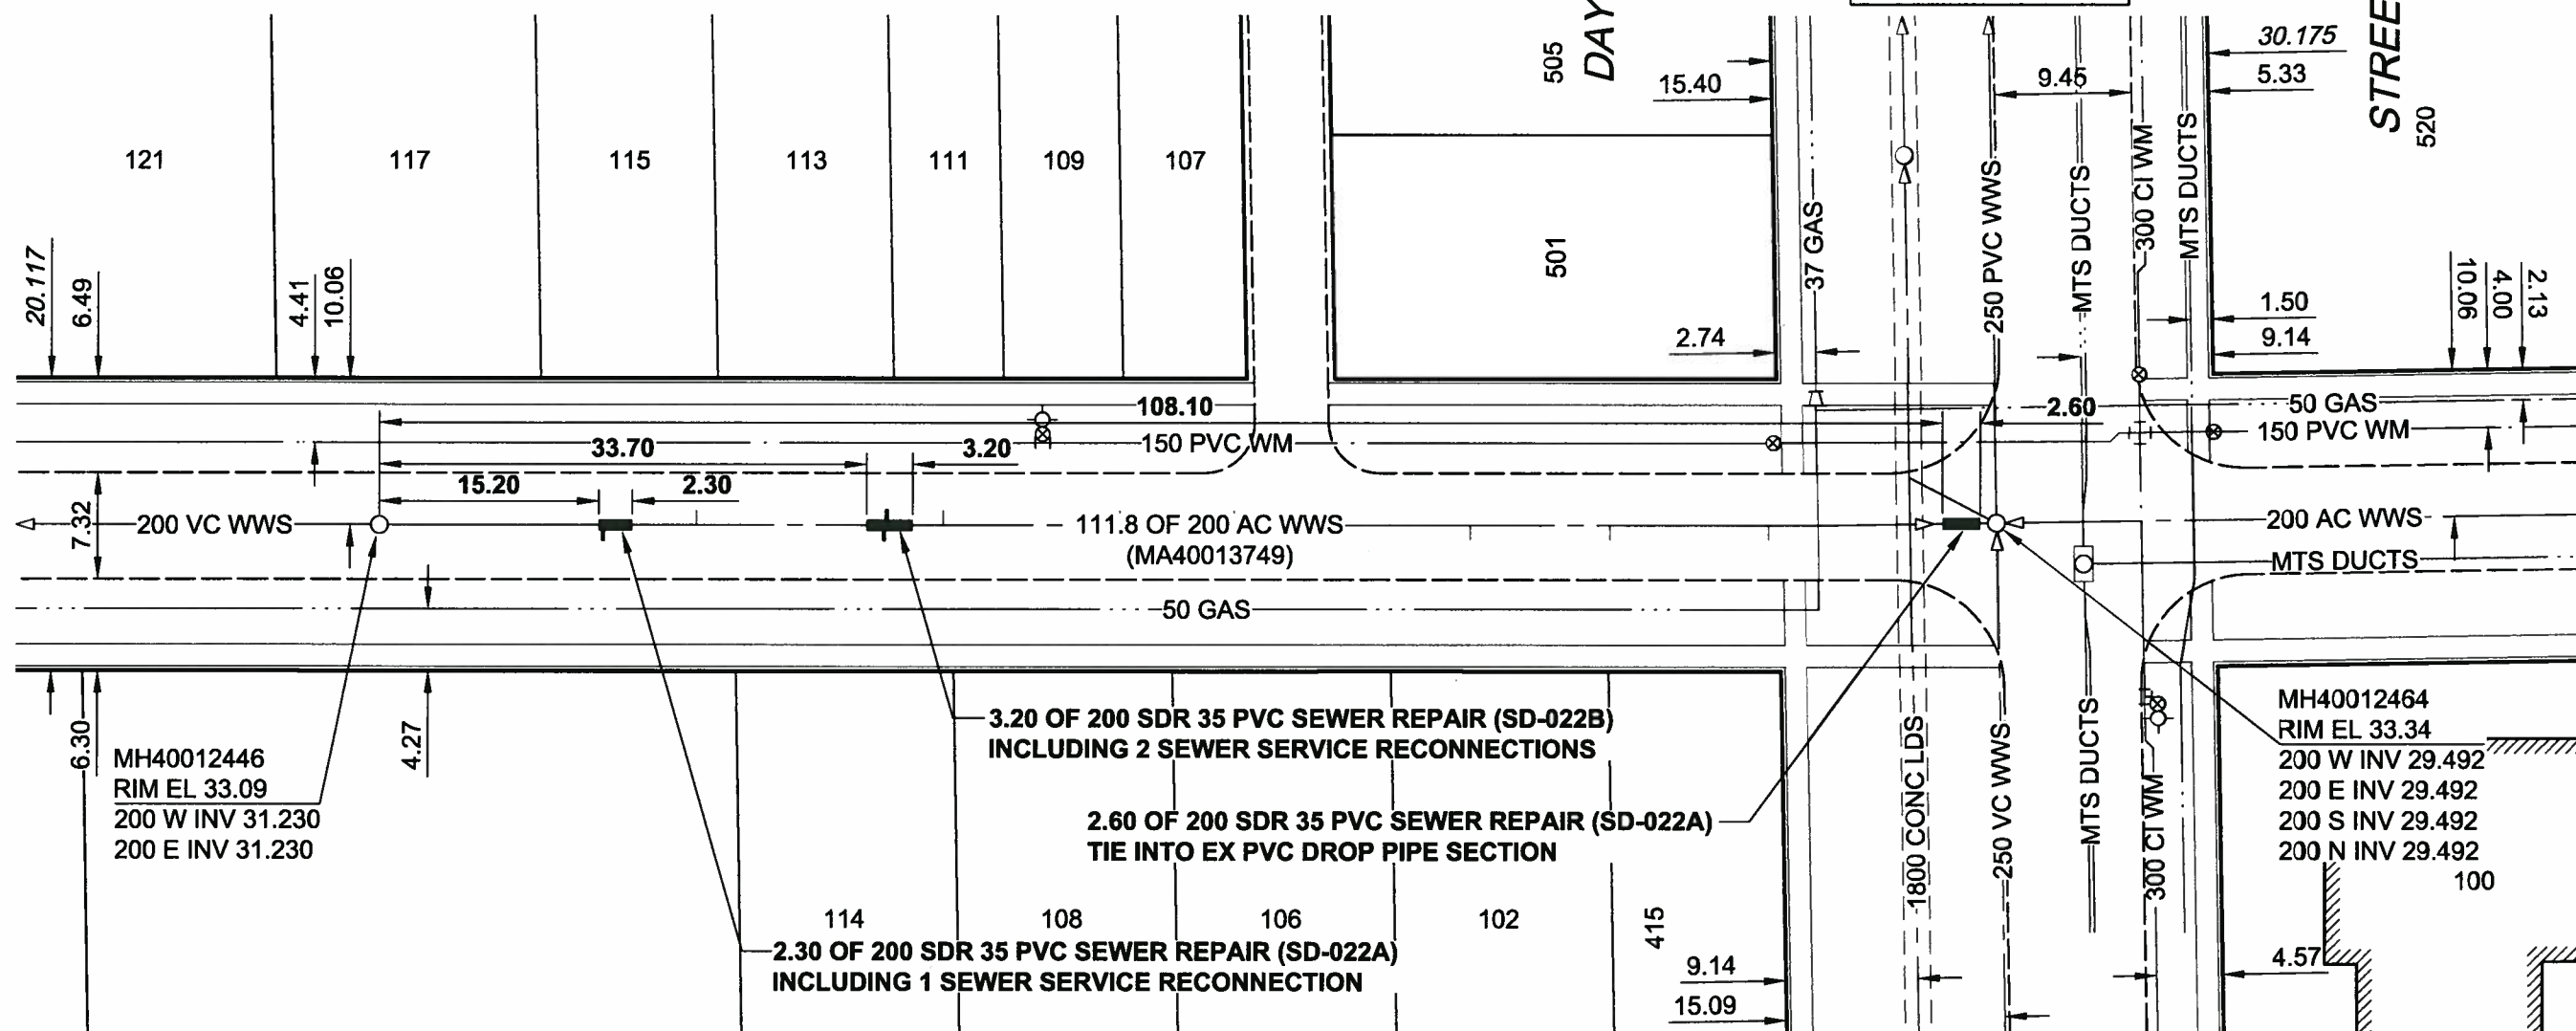 505
DAY
STREE
520
30.175
5.33
15.40
9.45
121
117
115
113
111
109
107
501
37 GAS
250 PVC WWS
MTS DUCTS
300 CI WM
MTS DUCTS
20.117
6.49
4.41
10.06
2.74
1.50
9.14
10.06
4.00
2.13
108.10
2.60
50 GAS
33.70
3.20
150 PVC WM
150 PVC WM
15.20
2.30
7.32
200 VC WWS
111.8 OF 200 AC WWS
(MA40013749)
200 AC WWS
MTS DUCTS
50 GAS
6.30
4.27
MH40012446
RIM EL 33.09
200 W INV 31.230
200 E INV 31.230
3.20 OF 200 SDR 35 PVC SEWER REPAIR (SD-022B)
INCLUDING 2 SEWER SERVICE RECONNECTIONS
2.60 OF 200 SDR 35 PVC SEWER REPAIR (SD-022A)
TIE INTO EX PVC DROP PIPE SECTION
1800 CONC LDS
250 VC WWS
MTS DUCTS
300 CI WM
MH40012464
RIM EL 33.34
200 W INV 29.492
200 E INV 29.492
200 S INV 29.492
200 N INV 29.492
100
114
108
106
102
415
2.30 OF 200 SDR 35 PVC SEWER REPAIR (SD-022A)
INCLUDING 1 SEWER SERVICE RECONNECTION
9.14
15.09
4.57